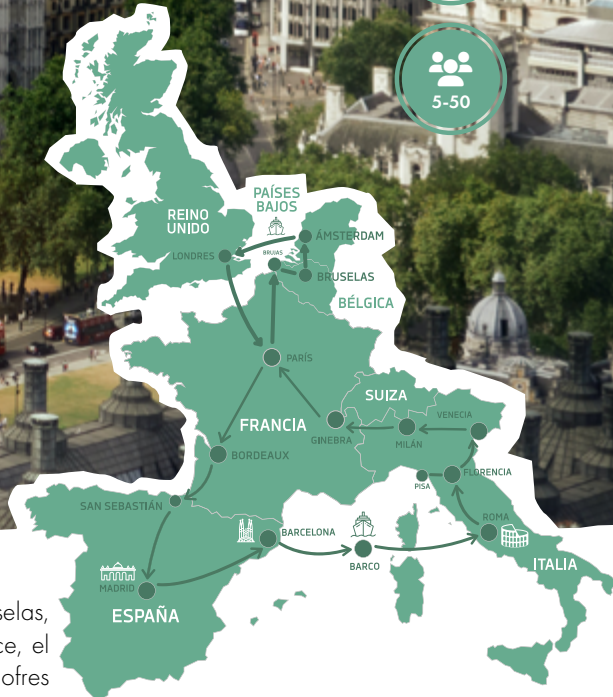 5-50
PAÍSES
BAJOS
REINO
UNIDO
ÁMSTERDAM
LONDRES
BRUJAS
BRUSELAS
BÉLGICA
PARÍS
SUIZA
VENECIA
FRANCIA
GINEBRA
MILÁN
BORDEAUX
FLORENCIA
PISA
SAN SEBASTIÁN
ROMA
BARCELONA
BARCO
ITALIA
MADRID
ESPAÑA
selas,
ce, el
ofres